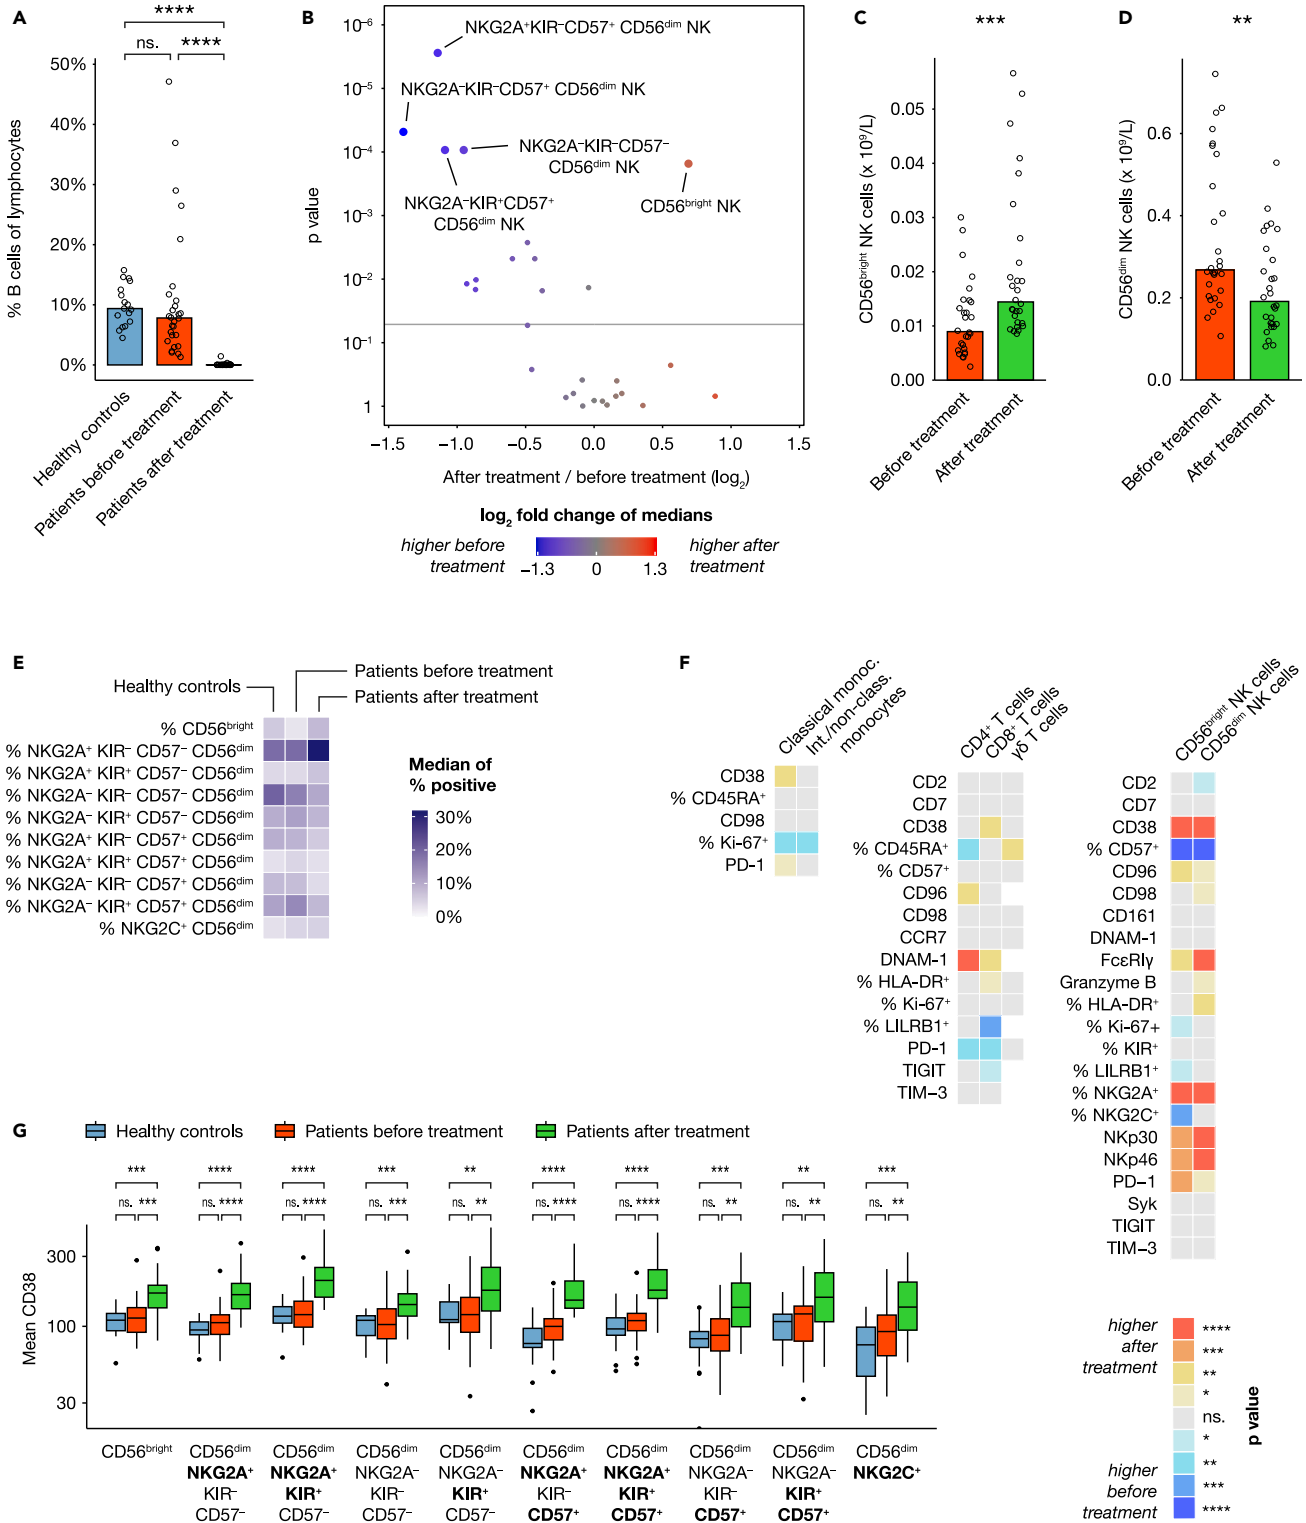 A
****
ns. ****
50%
40%
30%
20%
10%
0%
% B cells of lymphocytes
Healthy controls
Patients before treatment
Patients after treatment
B
10⁻⁶
10⁻⁵
10⁻⁴
10⁻³
10⁻²
10⁻¹
1
p value
NKG2A⁺KIR⁻CD57⁺ CD56ᵈⁱᵐ NK
NKG2A⁻KIR⁻CD57⁺ CD56ᵈⁱᵐ NK
NKG2A⁻KIR⁻CD57⁻
CD56ᵈⁱᵐ NK
NKG2A⁻KIR⁺CD57⁺
CD56ᵈⁱᵐ NK
CD56ᵇʳⁱᵍʰᵗ NK
−1.5 −1.0 −0.5 0.0 0.5 1.0 1.5
After treatment / before treatment (log₂)
log₂ fold change of medians
higher before
treatment
−1.3 0 1.3
higher after
treatment
C
***
0.05
0.04
0.03
0.02
0.01
0.00
CD56ᵇʳⁱᵍʰᵗ NK cells (x 10⁹/L)
Before treatment
After treatment
D
**
0.6
0.4
0.2
0.0
CD56ᵈⁱᵐ NK cells (x 10⁹/L)
Before treatment
After treatment
E
Healthy controls
Patients before treatment
Patients after treatment
% CD56ᵇʳⁱᵍʰᵗ
% NKG2A⁺ KIR⁻ CD57⁻ CD56ᵈⁱᵐ
% NKG2A⁺ KIR⁺ CD57⁻ CD56ᵈⁱᵐ
% NKG2A⁻ KIR⁻ CD57⁻ CD56ᵈⁱᵐ
% NKG2A⁻ KIR⁺ CD57⁻ CD56ᵈⁱᵐ
% NKG2A⁺ KIR⁻ CD57⁺ CD56ᵈⁱᵐ
% NKG2A⁺ KIR⁺ CD57⁺ CD56ᵈⁱᵐ
% NKG2A⁻ KIR⁻ CD57⁺ CD56ᵈⁱᵐ
% NKG2A⁻ KIR⁺ CD57⁺ CD56ᵈⁱᵐ
% NKG2C⁺ CD56ᵈⁱᵐ
Median of
% positive
30%
20%
10%
0%
F
Classical monoc.
Int./non-class.
monocytes
CD38
% CD45RA⁺
CD98
% Ki-67⁺
PD-1
CD4⁺ T cells
CD8⁺ T cells
γδ T cells
CD2
CD7
CD38
% CD45RA⁺
% CD57⁺
CD96
CD98
CCR7
DNAM-1
% HLA-DR⁺
% Ki-67⁺
% LILRB1⁺
PD-1
TIGIT
TIM-3
CD56ᵇʳⁱᵍʰᵗ NK cells
CD56ᵈⁱᵐ NK cells
CD2
CD7
CD38
% CD57⁺
CD96
CD98
CD161
DNAM-1
FcεRIγ
Granzyme B
% HLA-DR⁺
% Ki-67+
% KIR⁺
% LILRB1⁺
% NKG2A⁺
% NKG2C⁺
NKp30
NKp46
PD-1
Syk
TIGIT
TIM-3
higher
after
treatment
****
***
**
*
ns.
*
**
***
****
higher
before
treatment
p value
G
Healthy controls Patients before treatment Patients after treatment
*** **** **** *** ** **** **** *** ** ***
ns. *** ns. **** ns. **** ns. *** ns. ** ns. **** ns. **** ns. ** ns. ** ns. **
300
100
30
Mean CD38
CD56ᵇʳⁱᵍʰᵗ
CD56ᵈⁱᵐ
NKG2A⁺
KIR⁻
CD57⁻
CD56ᵈⁱᵐ
NKG2A⁺
KIR⁺
CD57⁻
CD56ᵈⁱᵐ
NKG2A⁻
KIR⁻
CD57⁻
CD56ᵈⁱᵐ
NKG2A⁻
KIR⁺
CD57⁻
CD56ᵈⁱᵐ
NKG2A⁺
KIR⁻
CD57⁺
CD56ᵈⁱᵐ
NKG2A⁺
KIR⁺
CD57⁺
CD56ᵈⁱᵐ
NKG2A⁻
KIR⁻
CD57⁺
CD56ᵈⁱᵐ
NKG2A⁻
KIR⁺
CD57⁺
CD56ᵈⁱᵐ
NKG2C⁺